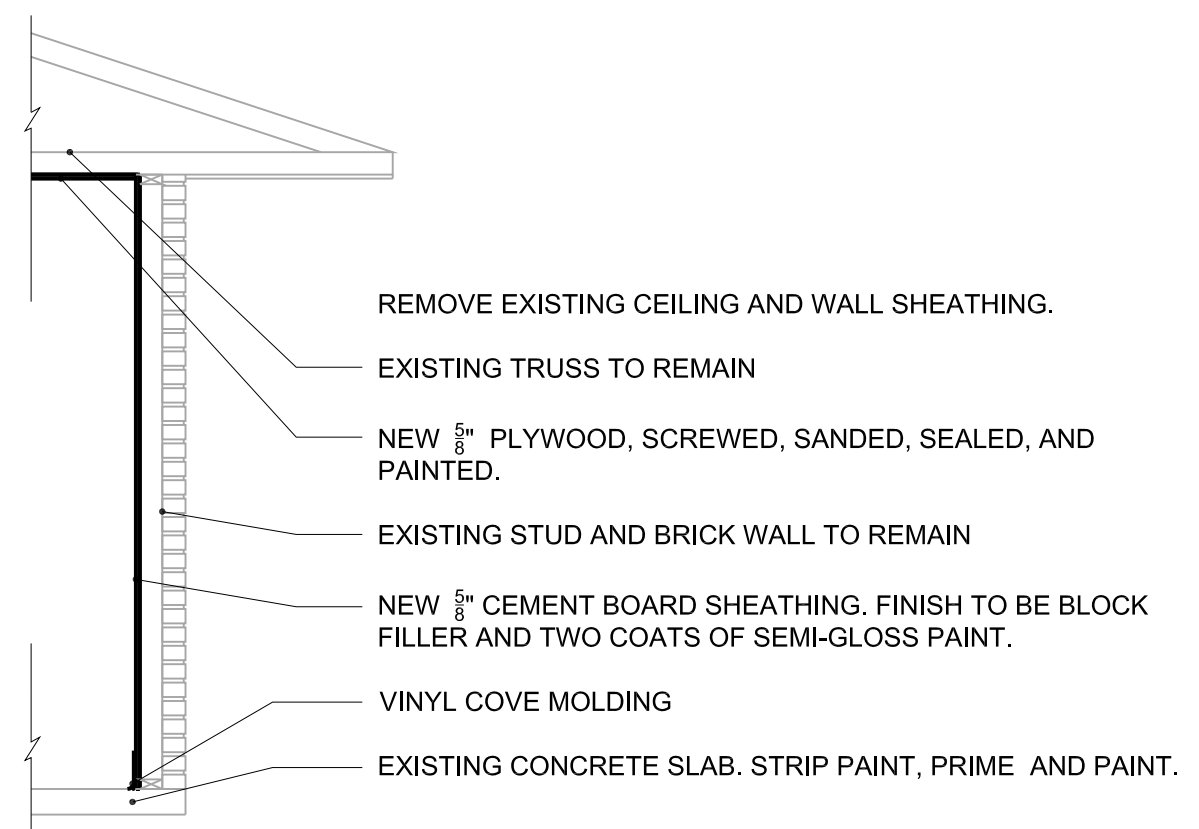 REMOVE EXISTING CEILING AND WALL SHEATHING.
EXISTING TRUSS TO REMAIN
NEW 5/8" PLYWOOD, SCREWED, SANDED, SEALED, AND
PAINTED.
EXISTING STUD AND BRICK WALL TO REMAIN
NEW 5/8" CEMENT BOARD SHEATHING. FINISH TO BE BLOCK
FILLER AND TWO COATS OF SEMI-GLOSS PAINT.
VINYL COVE MOLDING
EXISTING CONCRETE SLAB. STRIP PAINT, PRIME AND PAINT.